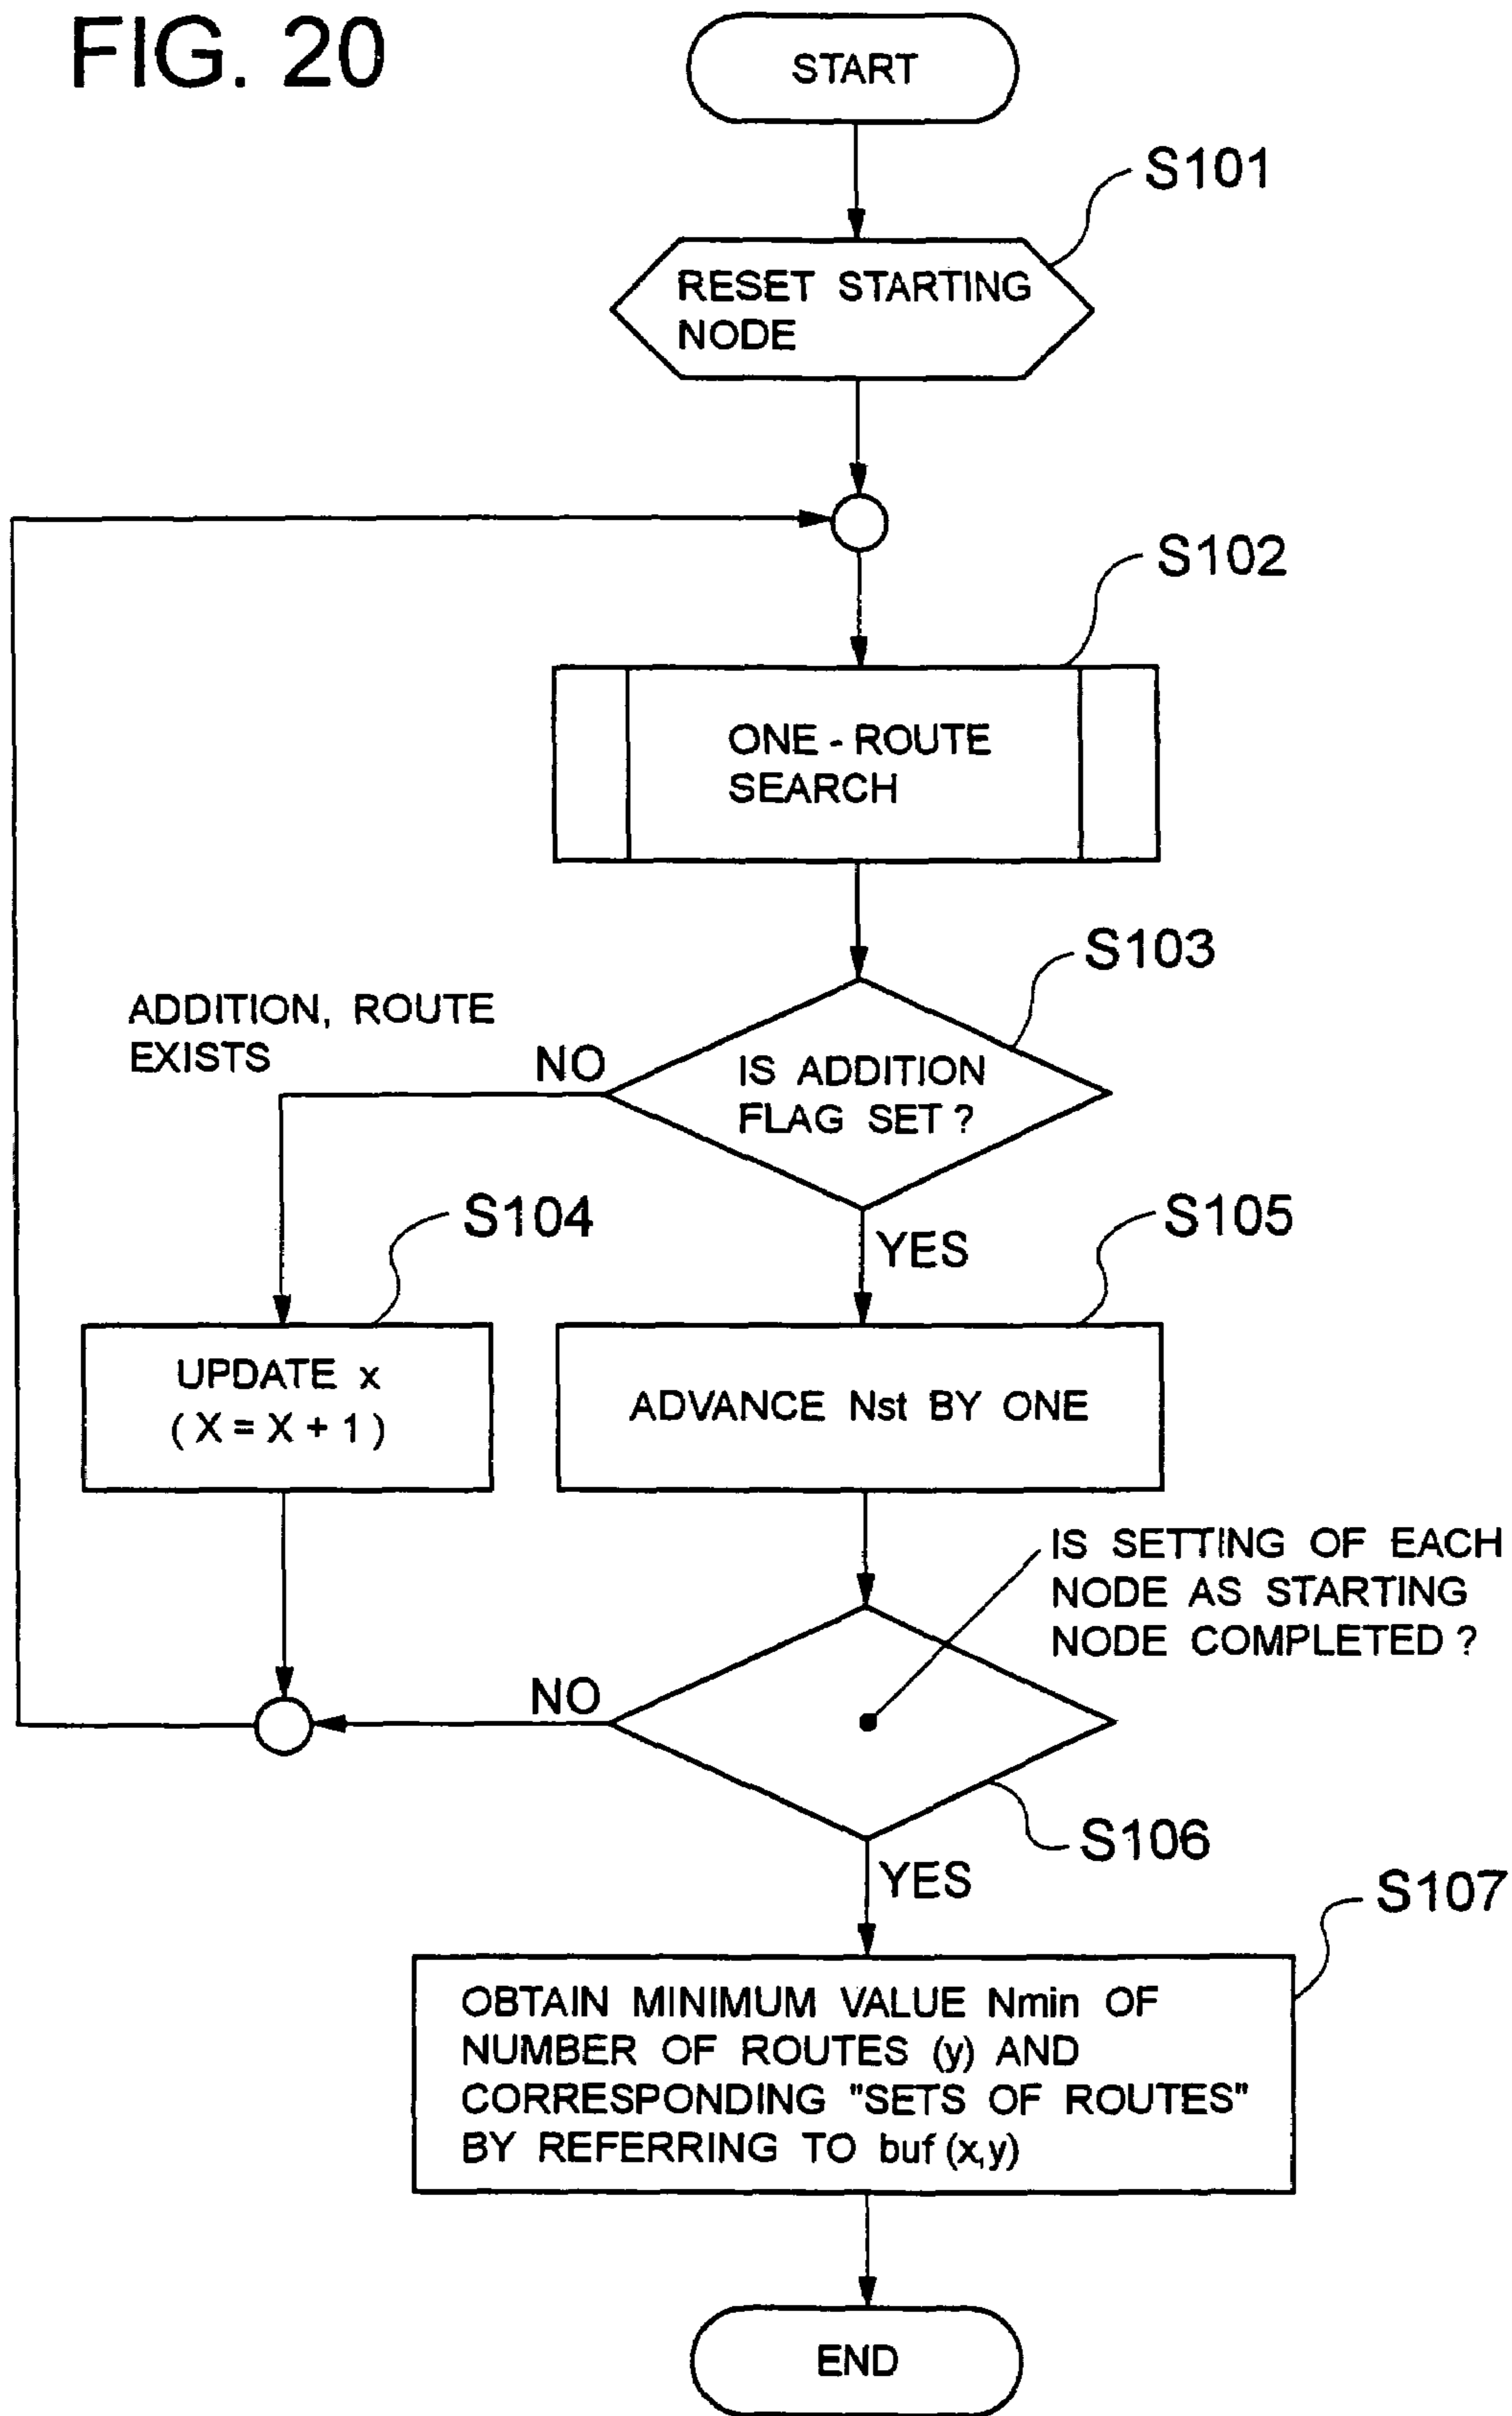 FIG. 20
START
S101
RESET STARTING
NODE
S102
ONE - ROUTE
SEARCH
S103
ADDITION, ROUTE
EXISTS
NO
IS ADDITION
FLAG SET ?
S104
YES
S105
UPDATE x
( X = X + 1 )
ADVANCE Nst BY ONE
IS SETTING OF EACH
NODE AS STARTING
NODE COMPLETED ?
NO
S106
YES
S107
OBTAIN MINIMUM VALUE Nmin OF
NUMBER OF ROUTES (y) AND
CORRESPONDING "SETS OF ROUTES"
BY REFERRING TO buf (x,y)
END